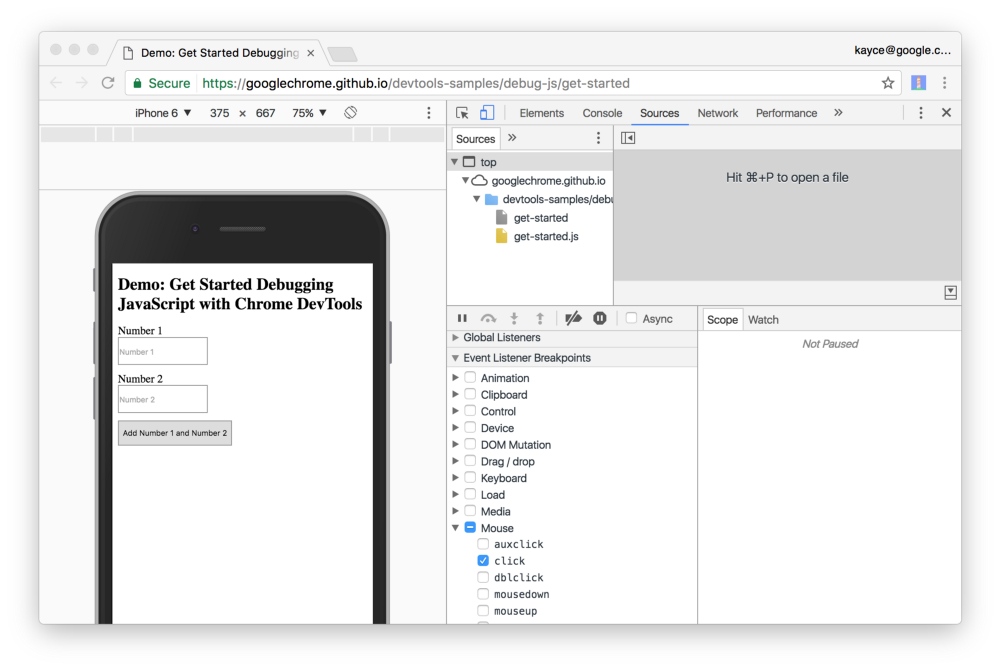 Demo: Get Started Debugging
kayce@google.c...
Secure https://googlechrome.github.io/devtools-samples/debug-js/get-started
iPhone 6 ▼ 375 × 667 75% ▼
Elements Console Sources Network Performance »
Sources »
top
googlechrome.github.io
devtools-samples/debu
get-started
get-started.js
Hit ⌘+P to open a file
Demo: Get Started Debugging
JavaScript with Chrome DevTools
Number 1
Number 1
Number 2
Number 2
Add Number 1 and Number 2
Async
Global Listeners
Event Listener Breakpoints
Animation
Clipboard
Control
Device
DOM Mutation
Drag / drop
Keyboard
Load
Media
Mouse
auxclick
click
dblclick
mousedown
mouseup
Scope Watch
Not Paused